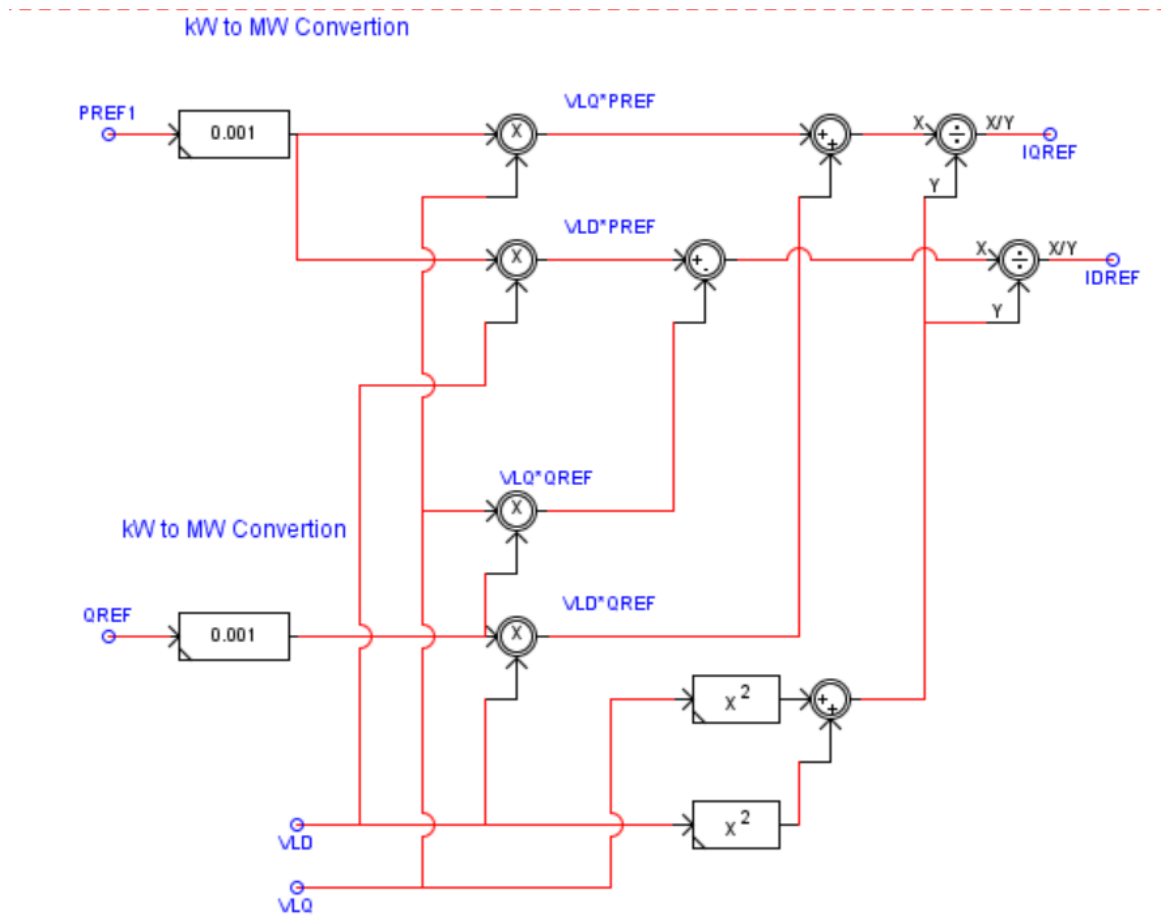 kW to MW Convertion
PREF1
0.001
X
VLQ*PREF
+
+
X
÷
X/Y
IQREF
Y
X
VLD*PREF
+
-
X
÷
X/Y
IDREF
Y
VLQ*QREF
X
kW to MW Convertion
QREF
0.001
X
VLD*QREF
X 2
+
+
X 2
VLD
VLQ